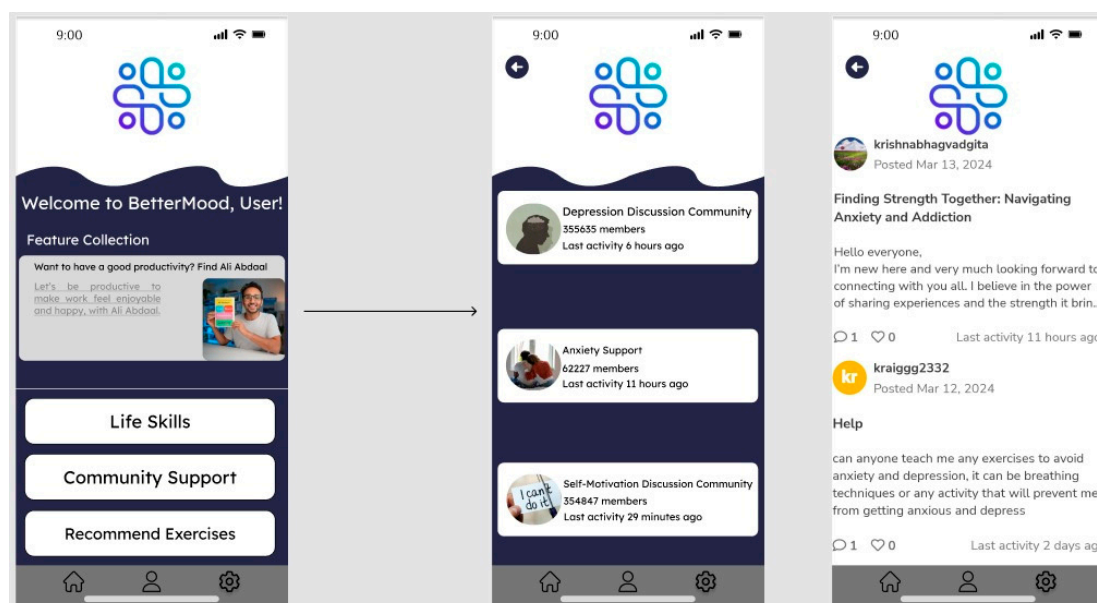 9:00
Welcome to BetterMood, User!
Feature Collection
Want to have a good productivity? Find Ali Abdaal
Let's be productive to
make work feel enjoyable
and happy, with Ali Abdaal.
Life Skills
Community Support
Recommend Exercises
9:00
Depression Discussion Community
355635 members
Last activity 6 hours ago
Anxiety Support
62227 members
Last activity 11 hours ago
I can't
do it
Self-Motivation Discussion Community
354847 members
Last activity 29 minutes ago
9:00
krishnabhagvadgita
Posted Mar 13, 2024
Finding Strength Together: Navigating
Anxiety and Addiction
Hello everyone,
I'm new here and very much looking forward to
connecting with you all. I believe in the power
of sharing experiences and the strength it brin..
1 0 Last activity 11 hours ago
kr
kraiggg2332
Posted Mar 12, 2024
Help
can anyone teach me any exercises to avoid
anxiety and depression, it can be breathing
techniques or any activity that will prevent me
from getting anxious and depress
1 0 Last activity 2 days ag